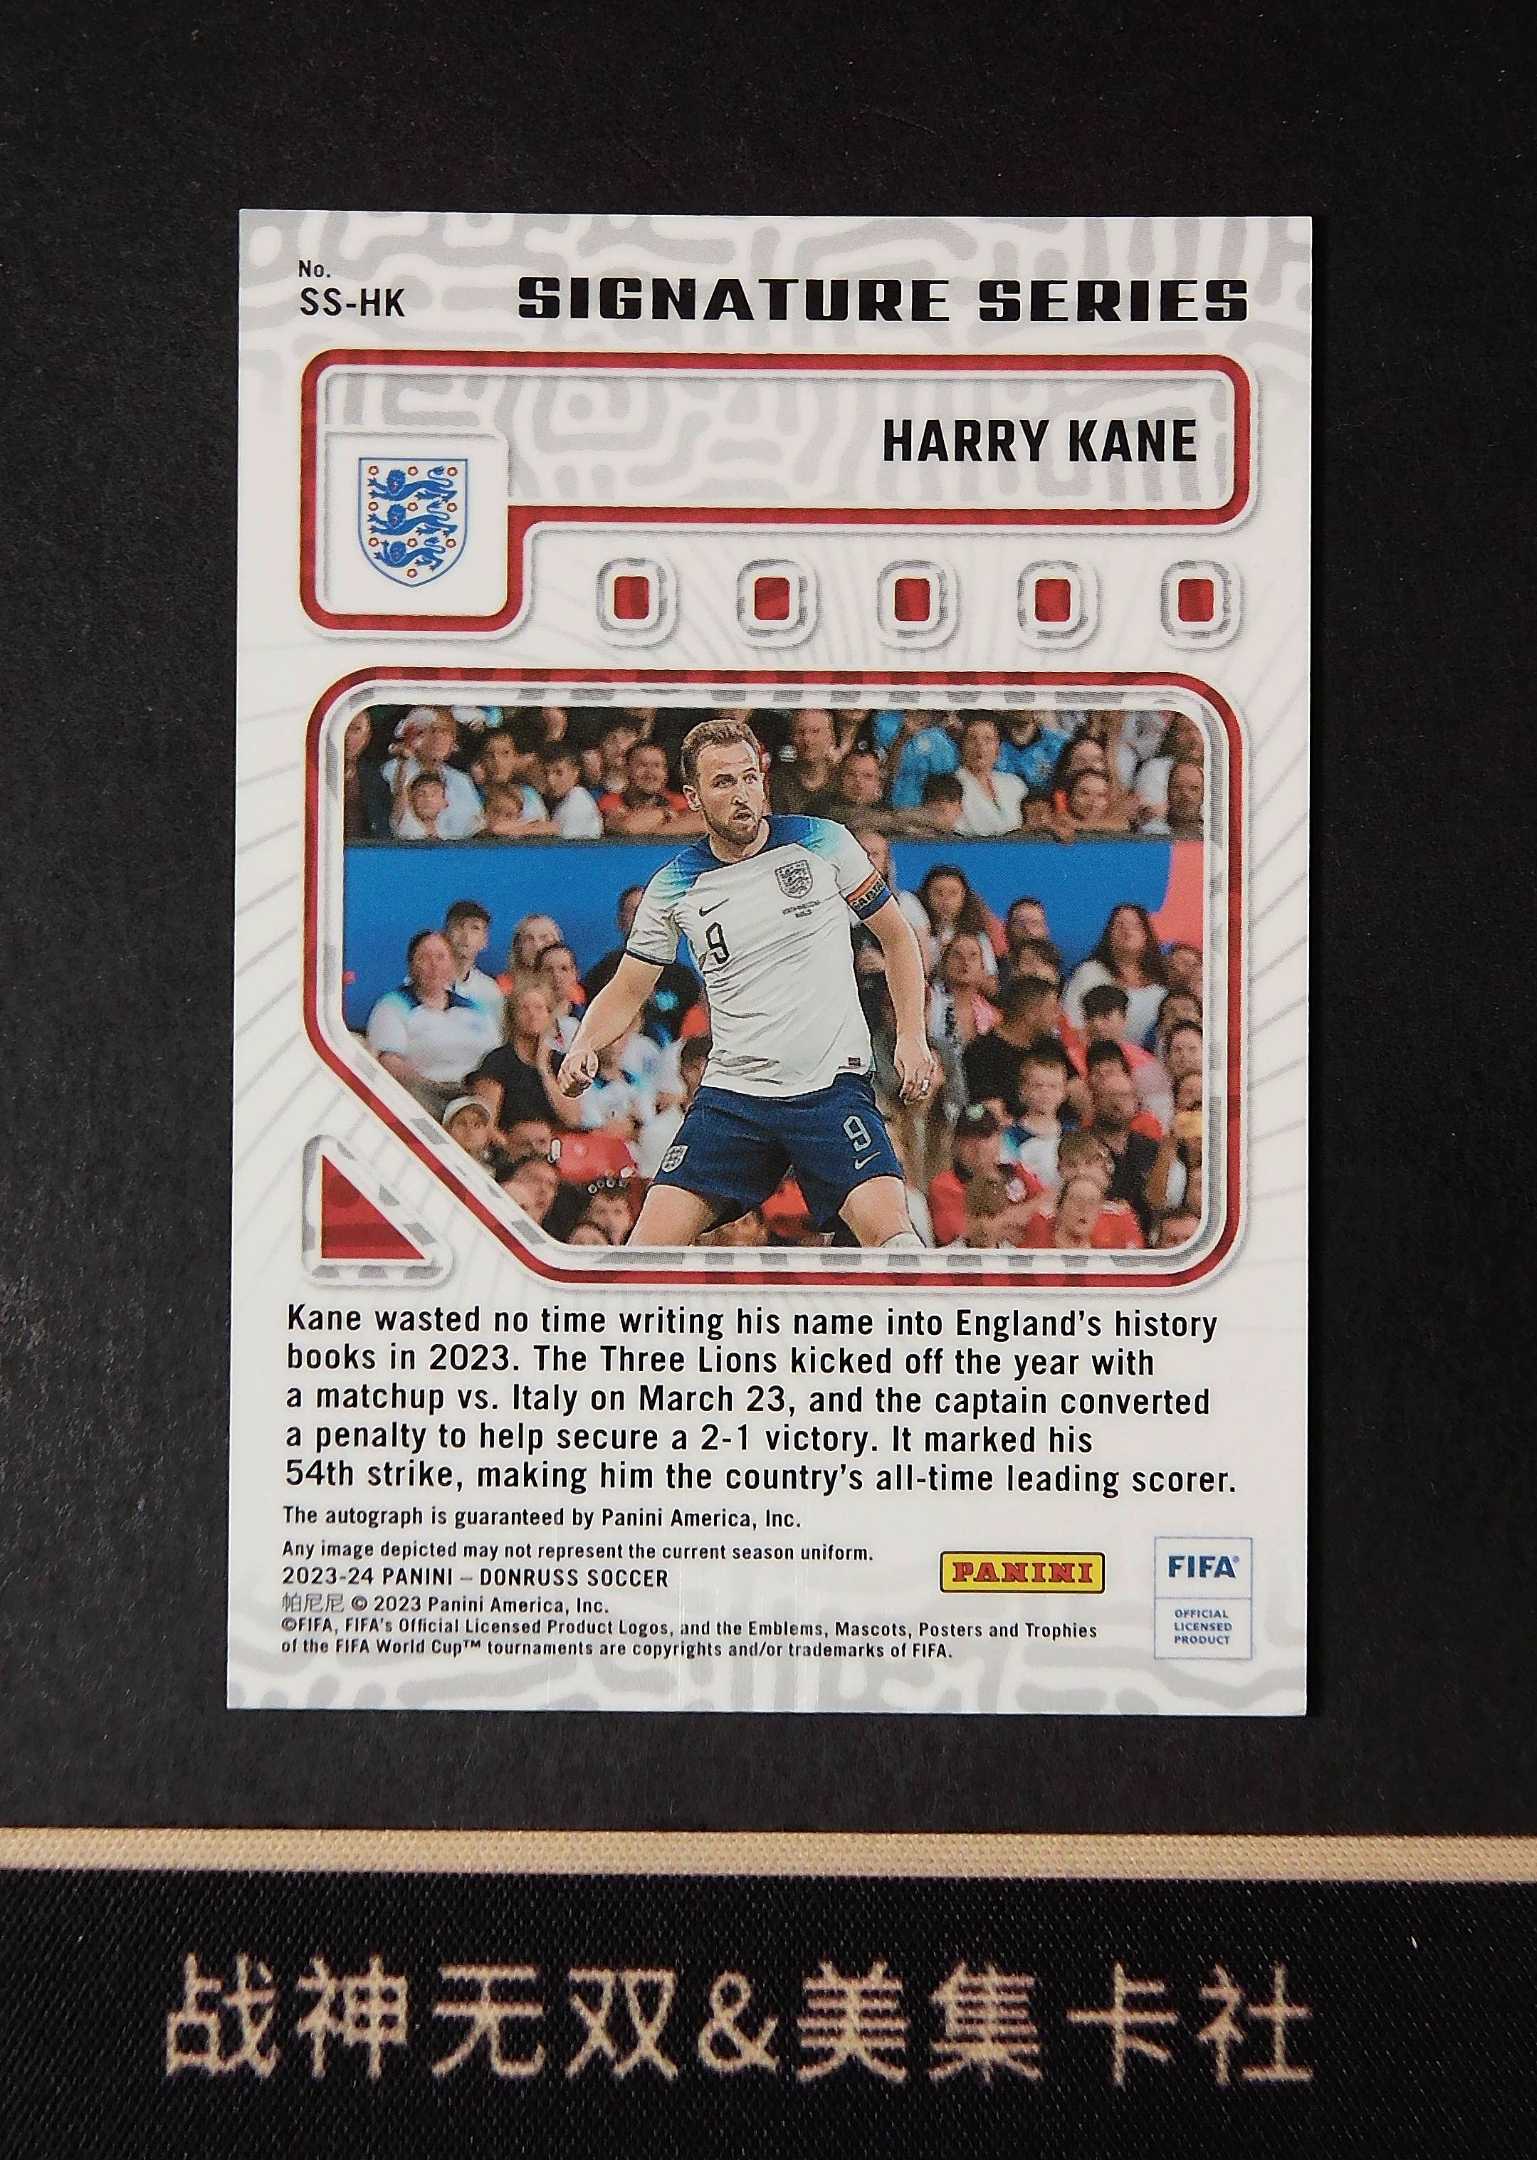 No.
SS-HK
SIGNATURE SERIES
HARRY KANE
9
9
Kane wasted no time writing his name into England's history
books in 2023. The Three Lions kicked off the year with
a matchup vs. Italy on March 23, and the captain converted
a penalty to help secure a 2-1 victory. It marked his
54th strike, making him the country's all-time leading scorer.
The autograph is guaranteed by Panini America, Inc.
Any image depicted may not represent the current season uniform.
2023-24 PANINI – DONRUSS SOCCER
帕尼尼 © 2023 Panini America, Inc.
©FIFA, FIFA's Official Licensed Product Logos, and the Emblems, Mascots, Posters and Trophies
of the FIFA World Cup™ tournaments are copyrights and/or trademarks of FIFA.
PANINI
FIFA®
OFFICIAL
LICENSED
PRODUCT
战神无双&美集卡社